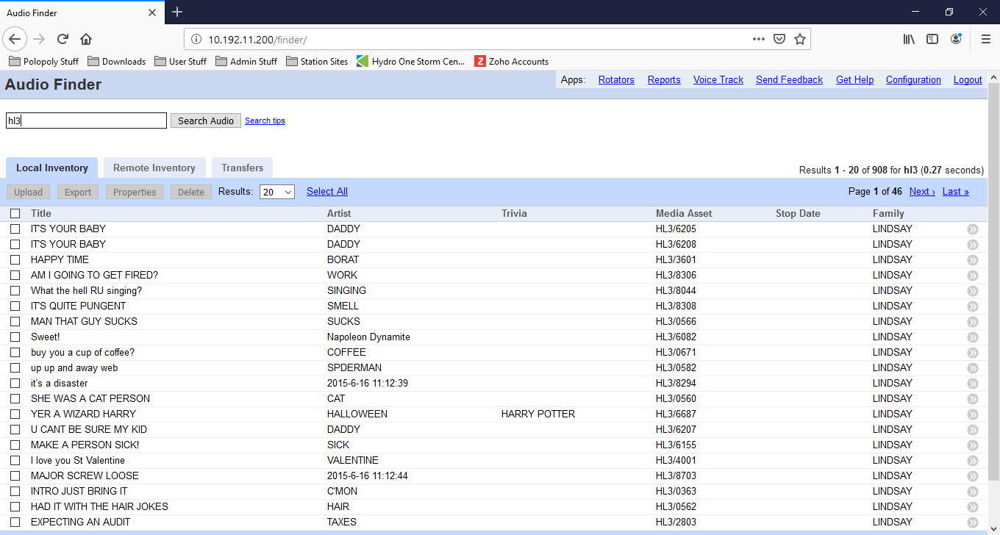 Audio Finder
10.192.11.200/finder/
Polopoly Stuff Downloads User Stuff Admin Stuff Station Sites Hydro One Storm Cen... Z Zoho Accounts
Audio Finder Apps: Rotators Reports Voice Track Send Feedback Get Help Configuration Logout
hl3 Search Audio Search tips
Local Inventory Remote Inventory Transfers Results 1 - 20 of 908 for hl3 (0.27 seconds)
Upload Export Properties Delete Results: 20 Select All Page 1 of 46 Next › Last »
Title Artist Trivia Media Asset Stop Date Family
IT'S YOUR BABY DADDY HL3/6205 LINDSAY
IT'S YOUR BABY DADDY HL3/6208 LINDSAY
HAPPY TIME BORAT HL3/3601 LINDSAY
AM I GOING TO GET FIRED? WORK HL3/8306 LINDSAY
What the hell RU singing? SINGING HL3/8044 LINDSAY
IT'S QUITE PUNGENT SMELL HL3/8308 LINDSAY
MAN THAT GUY SUCKS SUCKS HL3/0566 LINDSAY
Sweet! Napoleon Dynamite HL3/6082 LINDSAY
buy you a cup of coffee? COFFEE HL3/0671 LINDSAY
up up and away web SPDERMAN HL3/0582 LINDSAY
it's a disaster 2015-6-16 11:12:39 HL3/8294 LINDSAY
SHE WAS A CAT PERSON CAT HL3/0560 LINDSAY
YER A WIZARD HARRY HALLOWEEN HARRY POTTER HL3/6687 LINDSAY
U CANT BE SURE MY KID DADDY HL3/6207 LINDSAY
MAKE A PERSON SICK! SICK HL3/6155 LINDSAY
I love you St Valentine VALENTINE HL3/4001 LINDSAY
MAJOR SCREW LOOSE 2015-6-16 11:12:44 HL3/8703 LINDSAY
INTRO JUST BRING IT C'MON HL3/0363 LINDSAY
HAD IT WITH THE HAIR JOKES HAIR HL3/0562 LINDSAY
EXPECTING AN AUDIT TAXES HL3/2803 LINDSAY